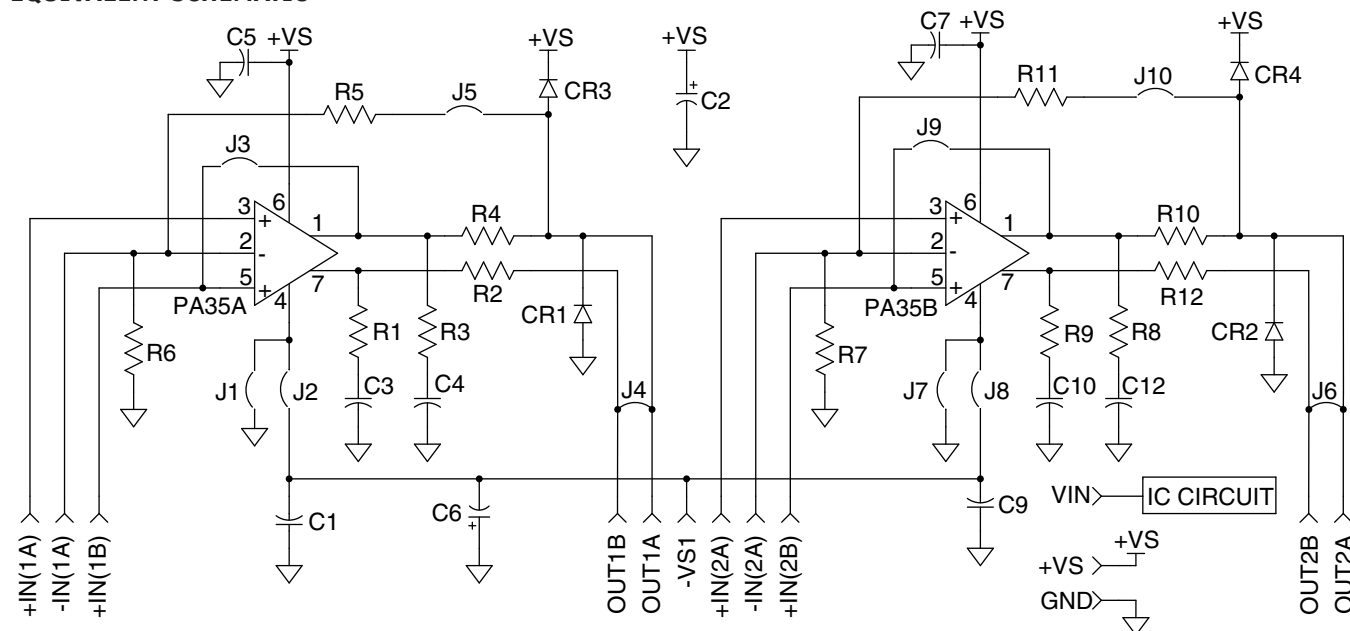 C5
+VS
+VS
+VS
C7
+VS
+VS
R5
J5
CR3
C2
+
R11
J10
CR4
J3
J9
3
+
6
1
R4
2
-
5
+
7
R2
4
PA35A
3
+
6
1
R10
2
-
5
+
7
R12
4
PA35B
R6
R1
R3
CR1
R7
R9
R8
CR2
J1
J2
C3
C4
J4
J7
J8
C10
C12
J6
C1
C6
+
C9
VIN
IC CIRCUIT
+VS
+VS
GND
+IN(1A)
-IN(1A)
+IN(1B)
OUT1B
OUT1A
-VS1
+IN(2A)
-IN(2A)
+IN(2B)
OUT2B
OUT2A